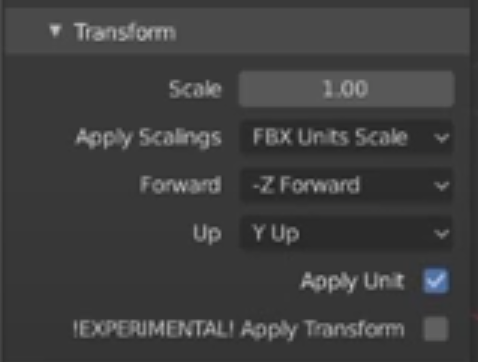 Transform
Scale 1.00
Apply Scalings FBX Units Scale
Forward -Z Forward
Up Y Up
Apply Unit
!EXPERIMENTAL! Apply Transform